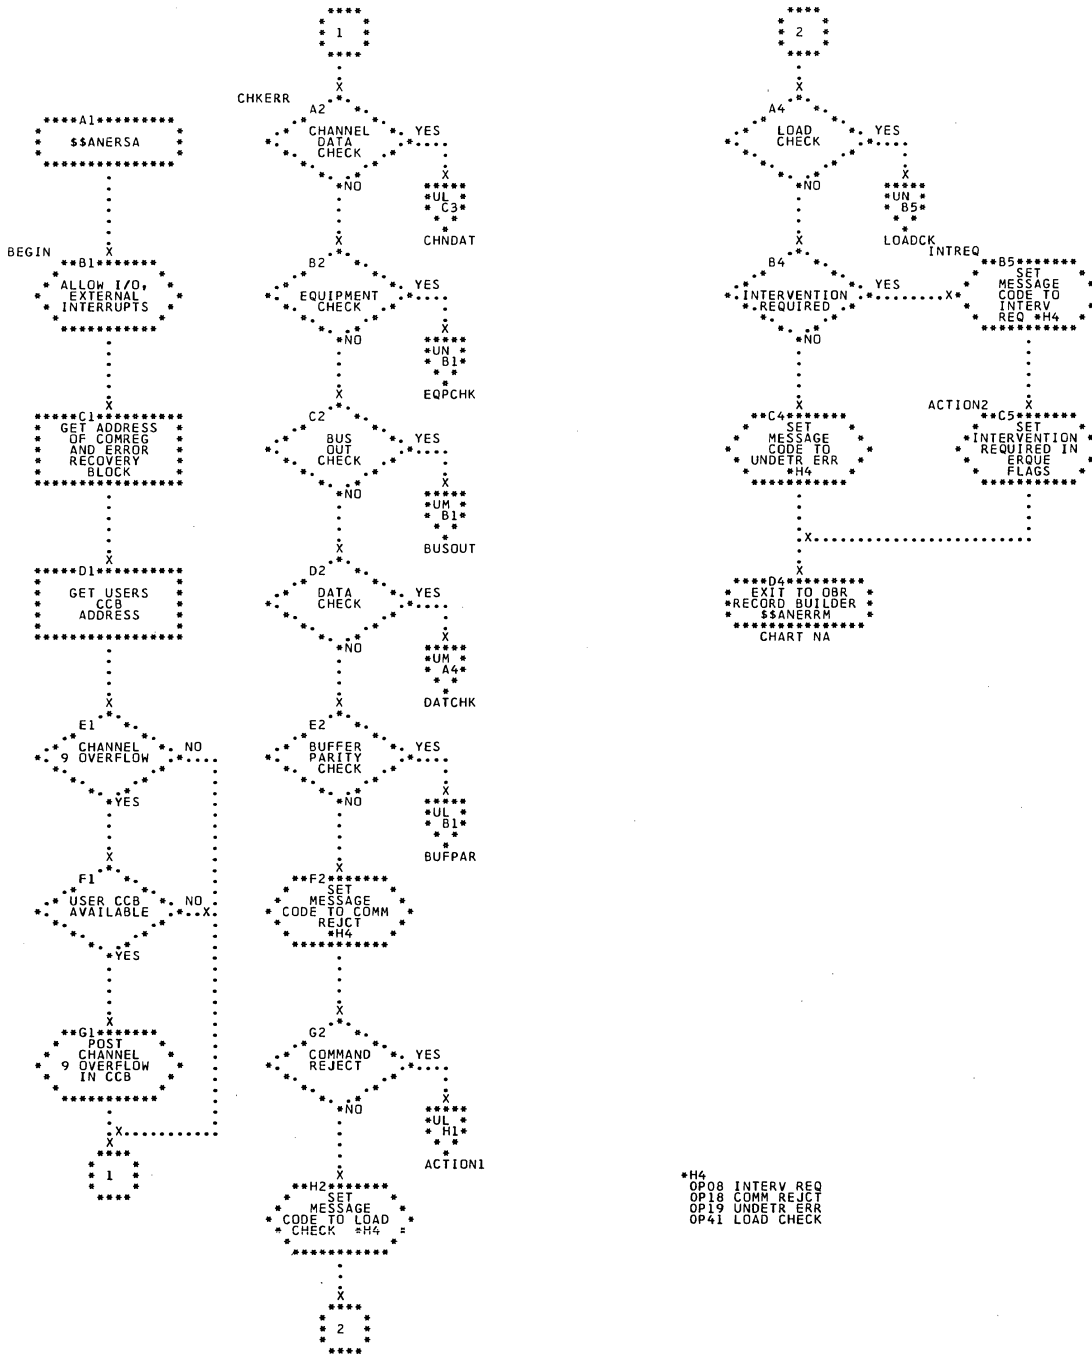 1
CHKERR
A2
CHANNEL
DATA
CHECK
YES
NO
UL
C3
CHNDAT
A1
$$ANERSA
BEGIN
B1
ALLOW I/O,
EXTERNAL
INTERRUPTS
B2
EQUIPMENT
CHECK
YES
NO
UN
B1
EQPCHK
C1
GET ADDRESS
OF COMREG
AND ERROR
RECOVERY
BLOCK
C2
BUS
OUT
CHECK
YES
NO
UM
B1
BUSOUT
D1
GET USERS
CCB
ADDRESS
D2
DATA
CHECK
YES
NO
UM
A4
DATCHK
E1
CHANNEL
9 OVERFLOW
NO
YES
E2
BUFFER
PARITY
CHECK
YES
NO
UL
B1
BUFPAR
F1
USER CCB
AVAILABLE
NO
YES
F2
SET
MESSAGE
CODE TO COMM
REJCT
*H4
G1
POST
CHANNEL
9 OVERFLOW
IN CCB
G2
COMMAND
REJECT
YES
NO
UL
H1
ACTION1
1
H2
SET
MESSAGE
CODE TO LOAD
CHECK *H4
2
2
A4
LOAD
CHECK
YES
NO
UN
B5
LOADCK
B4
INTERVENTION
REQUIRED
YES
NO
INTREQ
B5
SET
MESSAGE
CODE TO
INTERV
REQ *H4
C4
SET
MESSAGE
CODE TO
UNDETR ERR
*H4
ACTION2
C5
SET
INTERVENTION
REQUIRED IN
ERQUE
FLAGS
D4
EXIT TO OBR
RECORD BUILDER
$$ANERRM
CHART NA
*H4
OP08 INTERV REQ
OP18 COMM REJCT
OP19 UNDETR ERR
OP41 LOAD CHECK